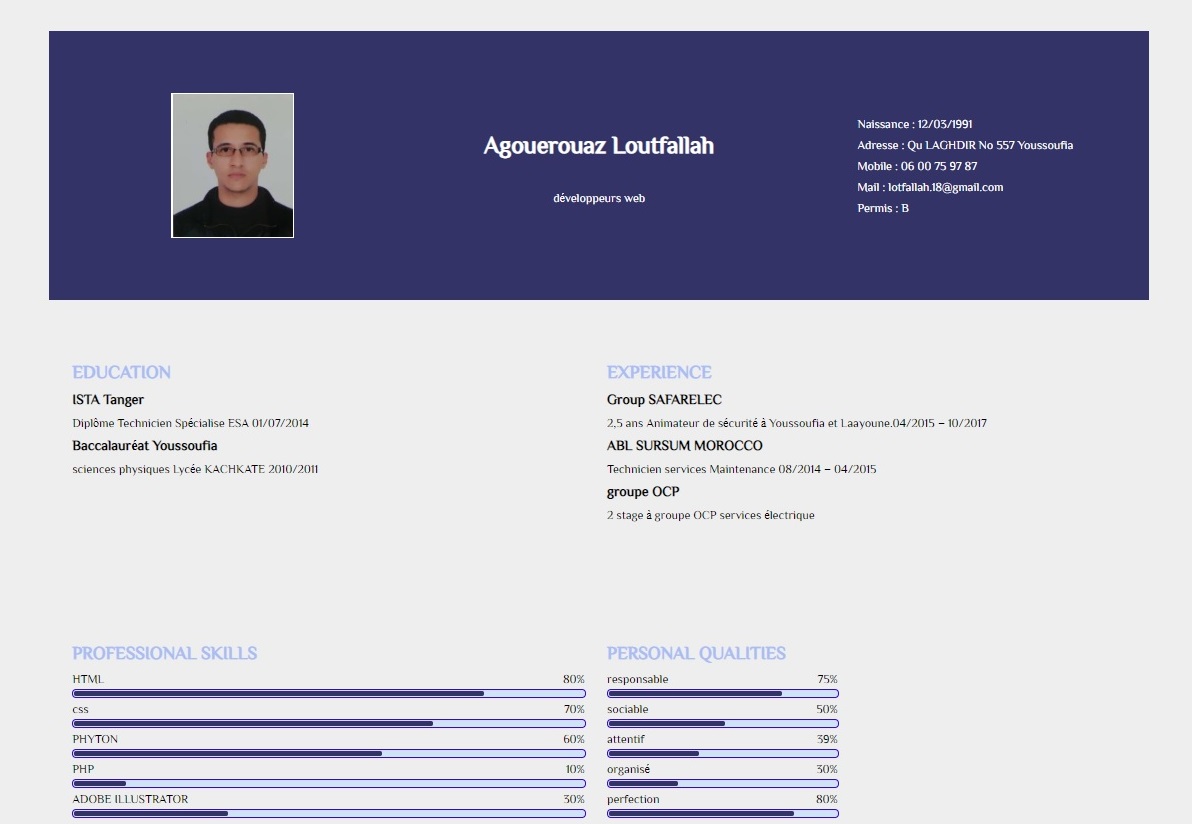 Agouerouaz Loutfallah
développeurs web
Naissance : 12/03/1991
Adresse : Qu LAGHDIR No 557 Youssoufia
Mobile : 06 00 75 97 87
Mail : lotfallah.18@gmail.com
Permis : B
EDUCATION
ISTA Tanger
Diplôme Technicien Spécialise ESA 01/07/2014
Baccalauréat Youssoufia
sciences physiques Lycée KACHKATE 2010/2011
EXPERIENCE
Group SAFARELEC
2,5 ans Animateur de sécurité à Youssoufia et Laayoune.04/2015 – 10/2017
ABL SURSUM MOROCCO
Technicien services Maintenance 08/2014 – 04/2015
groupe OCP
2 stage à groupe OCP services électrique
PROFESSIONAL SKILLS
HTML 80%
css 70%
PHYTON 60%
PHP 10%
ADOBE ILLUSTRATOR 30%
PERSONAL QUALITIES
responsable 75%
sociable 50%
attentif 39%
organisé 30%
perfection 80%